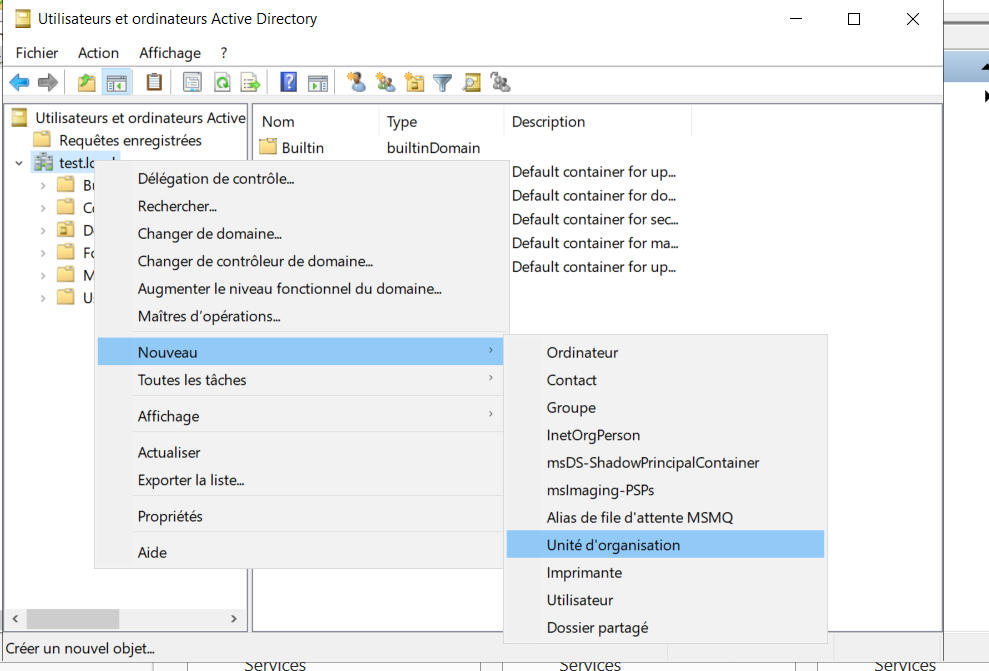 Utilisateurs et ordinateurs Active Directory
Fichier Action Affichage ?
Utilisateurs et ordinateurs Active
Requêtes enregistrées
Nom Type Description
Builtin builtinDomain
Default container for up...
Default container for do...
Default container for sec...
Default container for ma...
Default container for up...
Délégation de contrôle...
Rechercher...
Changer de domaine...
Changer de contrôleur de domaine...
Augmenter le niveau fonctionnel du domaine...
Maîtres d’opérations...
Nouveau
Toutes les tâches
Affichage
Actualiser
Exporter la liste...
Propriétés
Aide
Ordinateur
Contact
Groupe
InetOrgPerson
msDS-ShadowPrincipalContainer
msImaging-PSPs
Alias de file d'attente MSMQ
Unité d'organisation
Imprimante
Utilisateur
Dossier partagé
Créer un nouvel objet...
Services Services Services